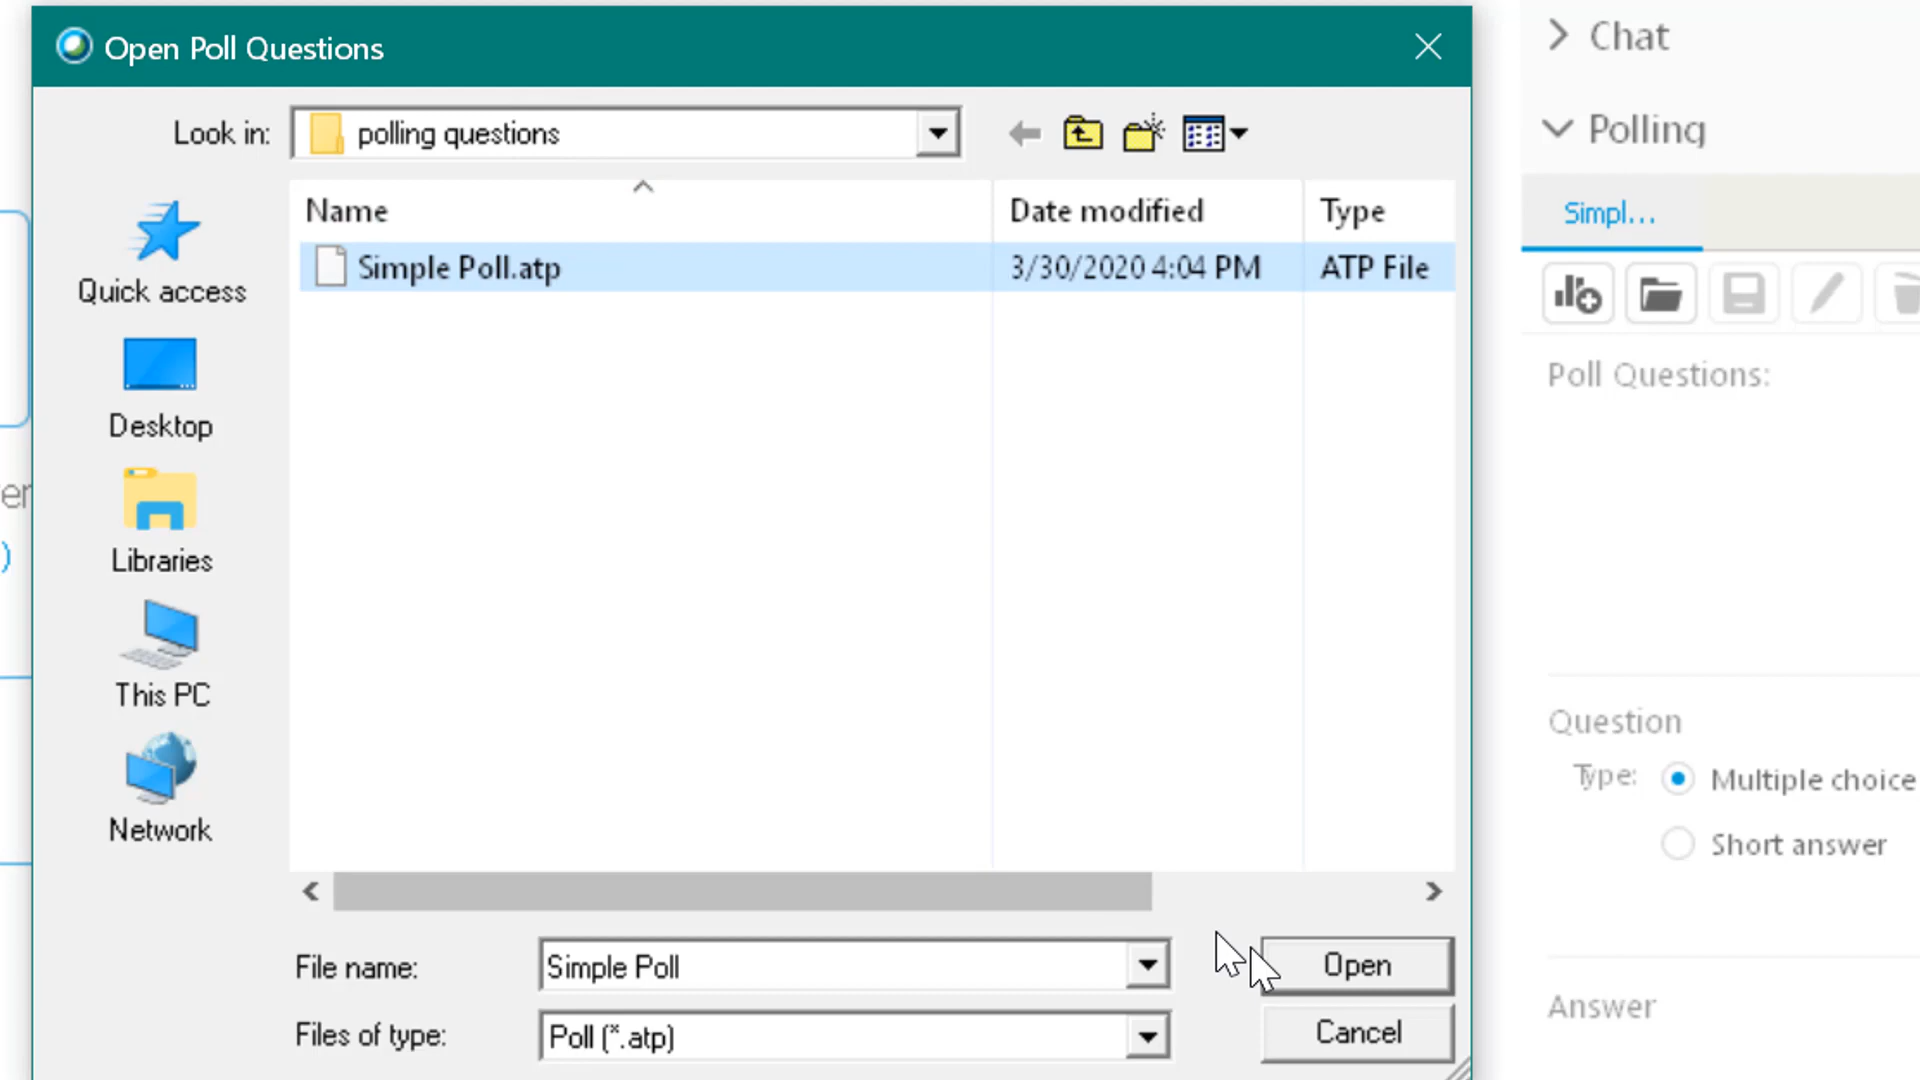 Open Poll Questions
Look in: polling questions
Name Date modified Type
Simple Poll.atp 3/30/2020 4:04 PM ATP File
Quick access
Desktop
Libraries
This PC
Network
File name: Simple Poll Open
Files of type: Poll (*.atp) Cancel
er
)
Chat
Polling
Simpl...
Poll Questions:
Question
Type: Multiple choice
Short answer
Answer